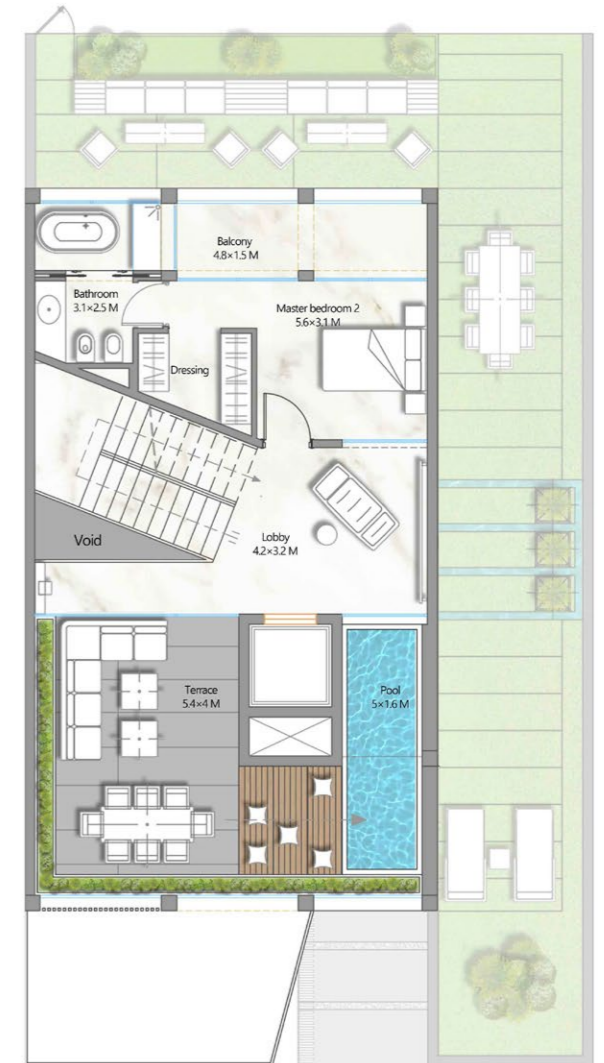 Balcony
4.8×1.5 M
Bathroom
3.1×2.5 M
Master bedroom 2
5.6×3.1 M
Dressing
Void
Lobby
4.2×3.2 M
Terrace
5.4×4 M
Pool
5×1.6 M